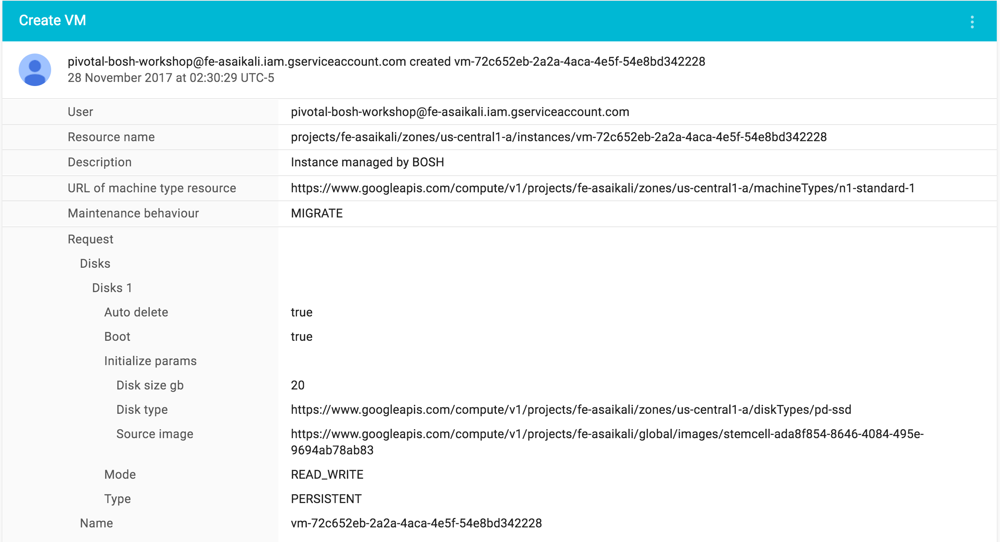 Create VM
pivotal-bosh-workshop@fe-asaikali.iam.gserviceaccount.com created vm-72c652eb-2a2a-4aca-4e5f-54e8bd342228
28 November 2017 at 02:30:29 UTC-5
User pivotal-bosh-workshop@fe-asaikali.iam.gserviceaccount.com
Resource name projects/fe-asaikali/zones/us-central1-a/instances/vm-72c652eb-2a2a-4aca-4e5f-54e8bd342228
Description Instance managed by BOSH
URL of machine type resource https://www.googleapis.com/compute/v1/projects/fe-asaikali/zones/us-central1-a/machineTypes/n1-standard-1
Maintenance behaviour MIGRATE
Request
Disks
Disks 1
Auto delete true
Boot true
Initialize params
Disk size gb 20
Disk type https://www.googleapis.com/compute/v1/projects/fe-asaikali/zones/us-central1-a/diskTypes/pd-ssd
Source image https://www.googleapis.com/compute/v1/projects/fe-asaikali/global/images/stemcell-ada8f854-8646-4084-495e-
9694ab78ab83
Mode READ_WRITE
Type PERSISTENT
Name vm-72c652eb-2a2a-4aca-4e5f-54e8bd342228